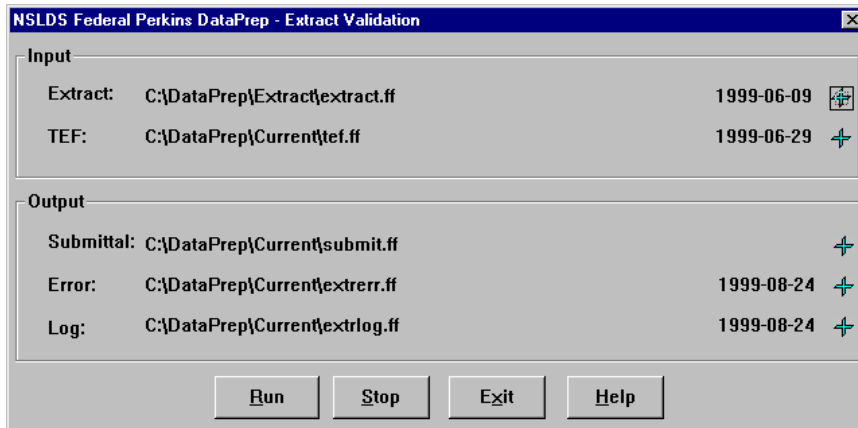 NSLDS Federal Perkins DataPrep - Extract Validation
Input
Extract: C:\DataPrep\Extract\extract.ff 1999-06-09
TEF: C:\DataPrep\Current\tef.ff 1999-06-29
Output
Submittal: C:\DataPrep\Current\submit.ff
Error: C:\DataPrep\Current\extrerr.ff 1999-08-24
Log: C:\DataPrep\Current\extrlog.ff 1999-08-24
Run Stop Exit Help